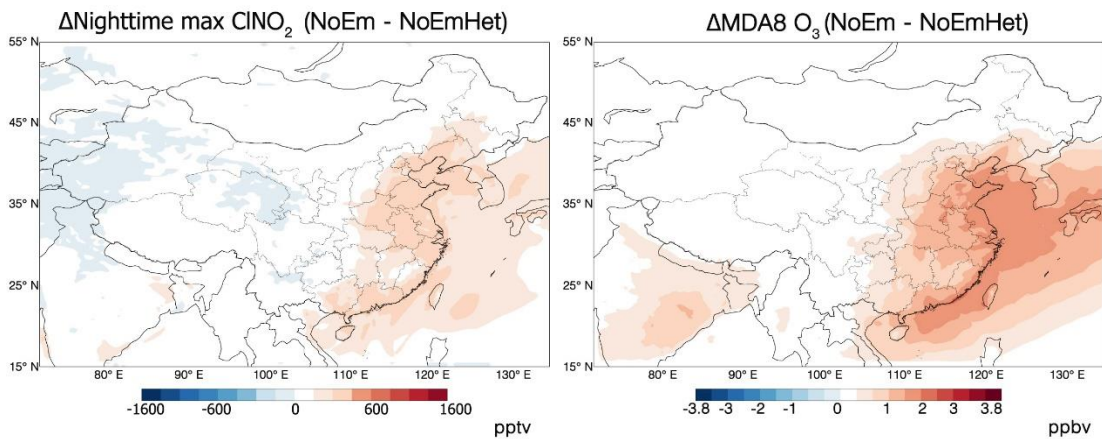 ΔNighttime max ClNO₂ (NoEm - NoEmHet)
ΔMDA8 O₃ (NoEm - NoEmHet)
55° N
45° N
35° N
25° N
15° N
80° E
90° E
100° E
110° E
120° E
130° E
-1600
-600
0
600
1600
pptv
55° N
45° N
35° N
25° N
15° N
80° E
90° E
100° E
110° E
120° E
130° E
-3.8
-3
-2
-1
0
1
2
3
3.8
ppbv